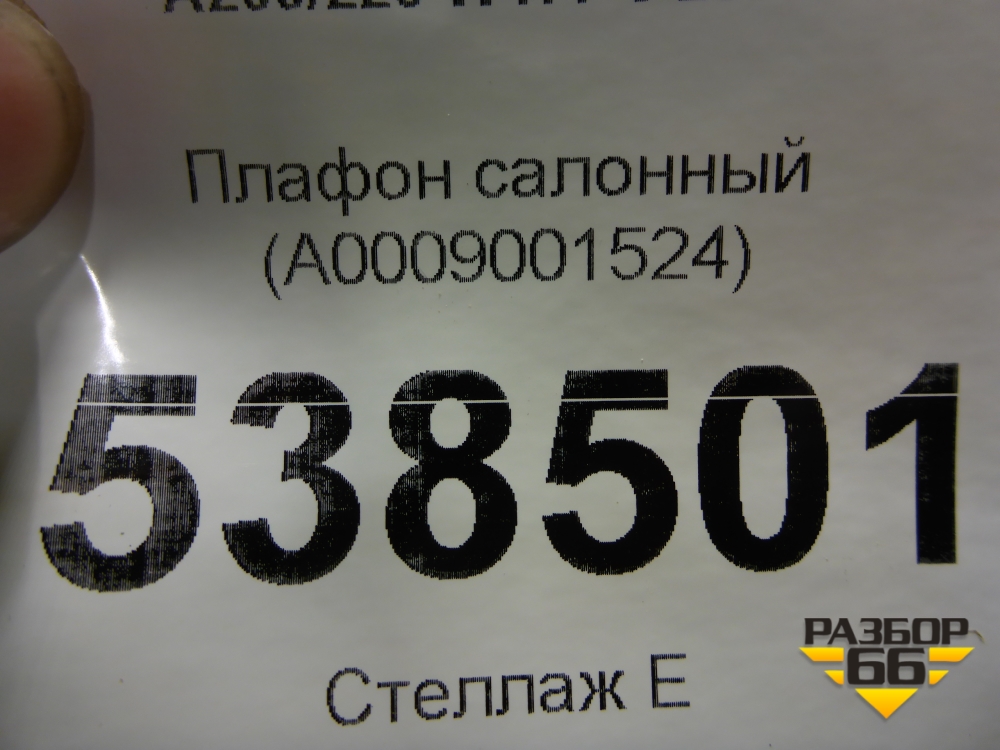 Плафон салонный
(A0009001524)
538501
Стеллаж Е
РАЗБОР
66